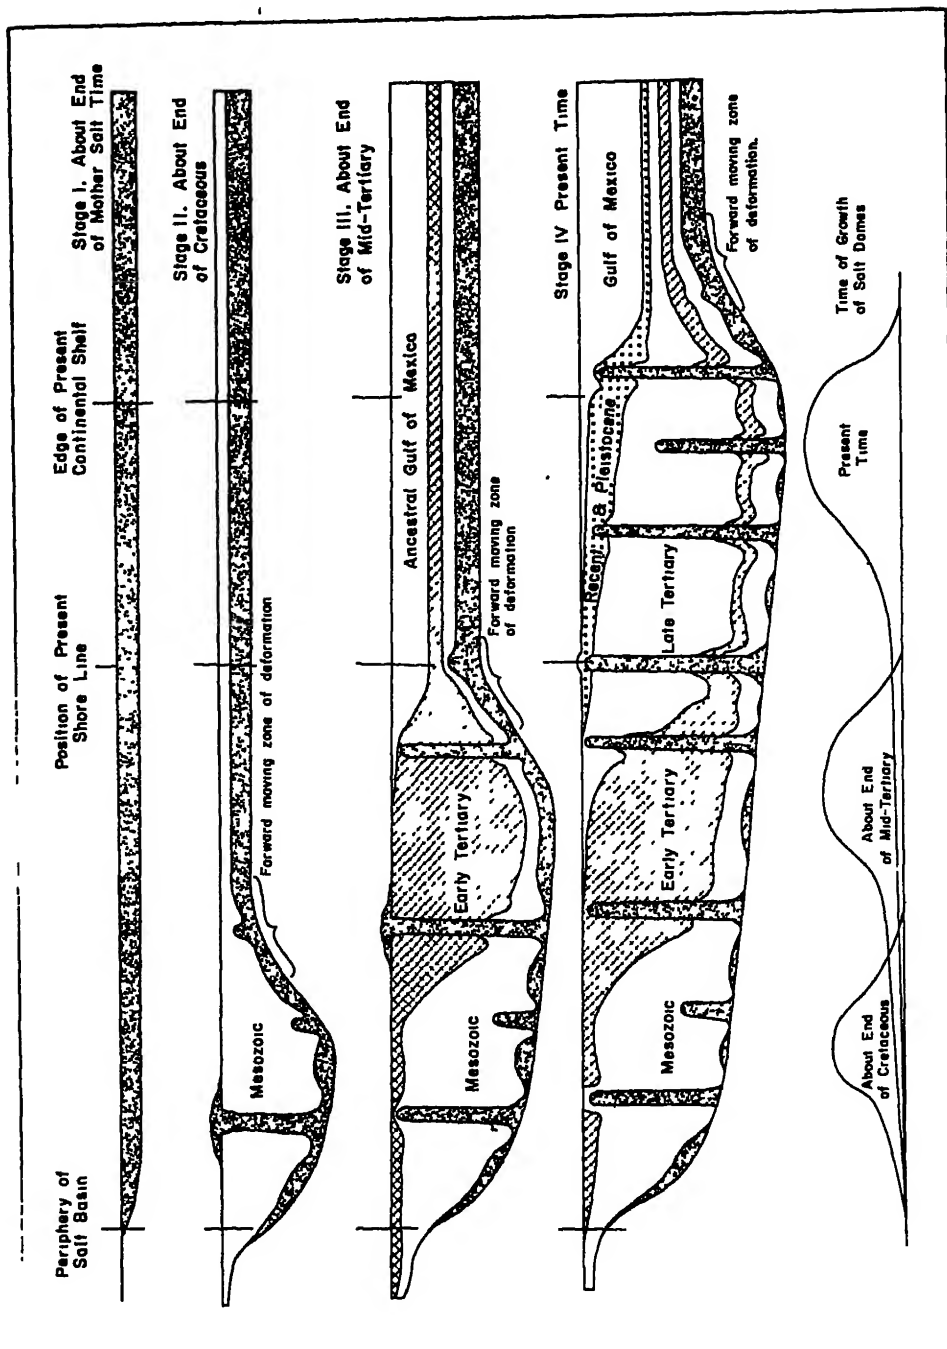 Periphery of
Salt Basin
Position of Present
Shore Line
Edge of Present
Continental Shelf
Stage I. About End
of Mother Salt Time
Stage II. About End
of Cretaceous
Mesozoic
Forward moving zone of deformation
Stage III. About End
of Mid-Tertiary
Mesozoic
Early Tertiary
Ancestral Gulf of Mexico
Forward moving zone
of deformation
Stage IV Present Time
Mesozoic
Early Tertiary
Late Tertiary
Recent & Pleistocene
Gulf of Mexico
Forward moving zone
of deformation.
Time of Growth
of Salt Domes
About End
of Cretaceous
About End
of Mid-Tertiary
Present
Time